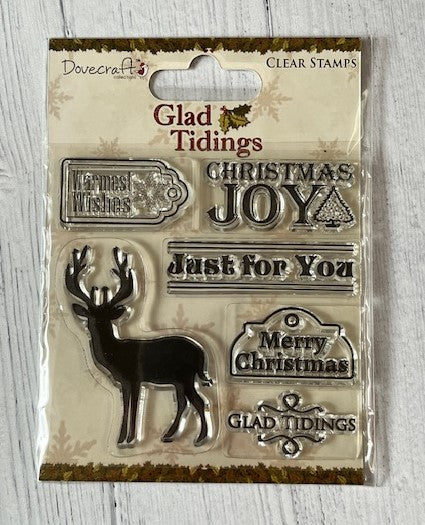 Dovecraft
CLEAR STAMPS
Glad
Tidings
Warmest
Wishes
CHRISTMAS
JOY
Just for You
Merry
Christmas
GLAD TIDINGS